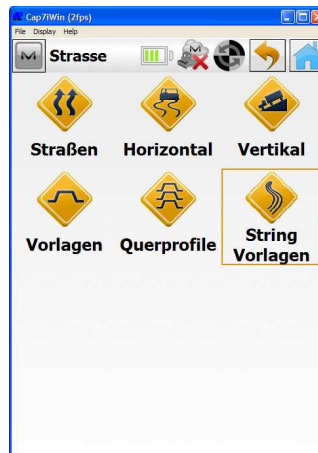 Cap7iWin (2fps)
File Display Help
M Strasse
M
Straßen Horizontal Vertikal
Vorlagen Querprofile String
Vorlagen